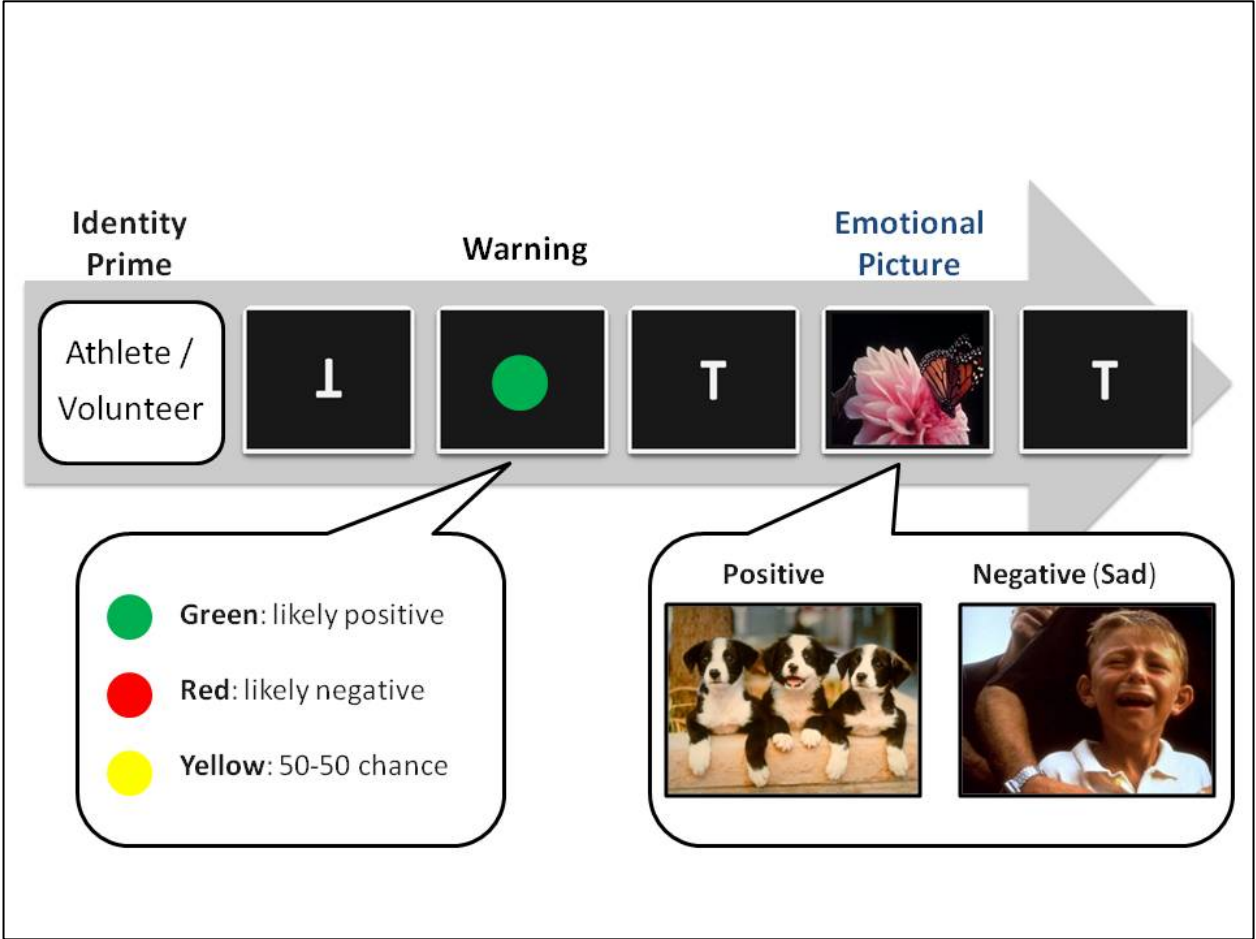 Identity
Prime
Warning
Emotional
Picture
Athlete /
Volunteer
⊥
T
T
Green: likely positive
Red: likely negative
Yellow: 50-50 chance
Positive
Negative (Sad)